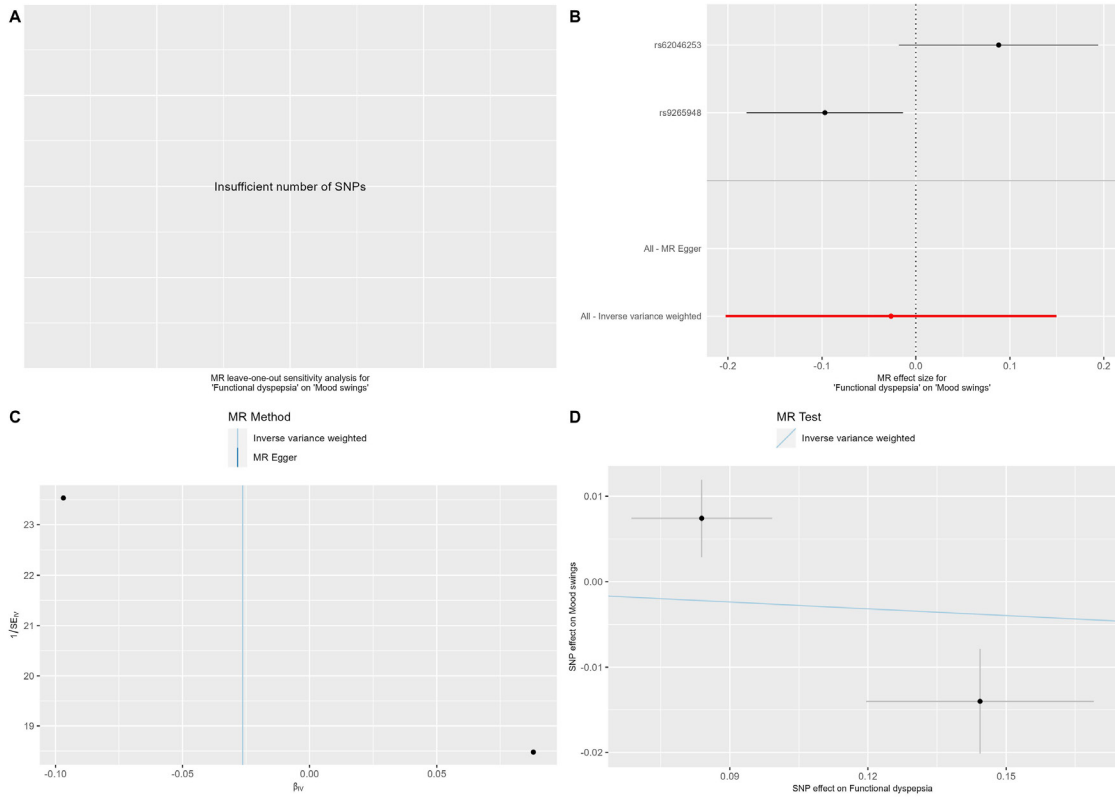 A
Insufficient number of SNPs
MR leave-one-out sensitivity analysis for
'Functional dyspepsia' on 'Mood swings'
B
rs62046253
rs9265948
All - MR Egger
All - Inverse variance weighted
-0.2
-0.1
0.0
0.1
0.2
MR effect size for
'Functional dyspepsia' on 'Mood swings'
C
MR Method
Inverse variance weighted
MR Egger
23
22
21
20
19
1/SEIV
-0.10
-0.05
0.00
0.05
βIV
D
MR Test
Inverse variance weighted
0.01
0.00
-0.01
-0.02
SNP effect on Mood swings
0.09
0.12
0.15
SNP effect on Functional dyspepsia